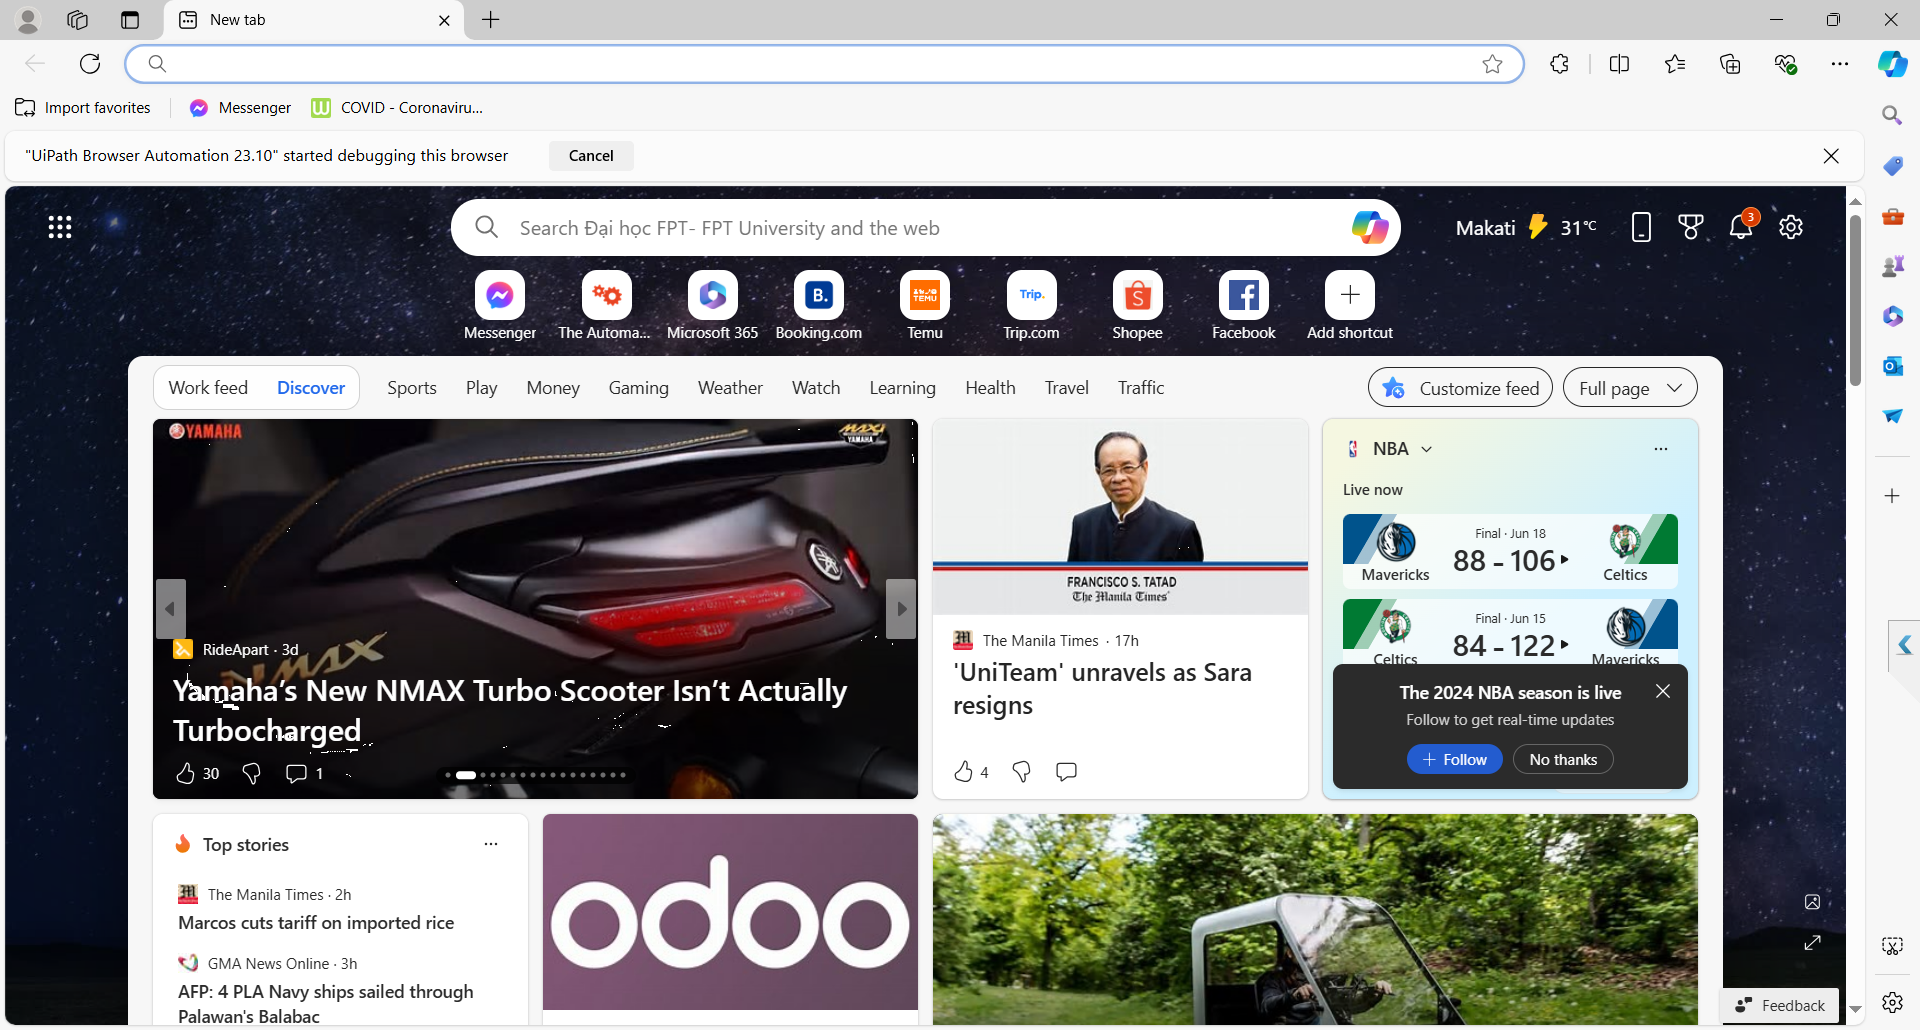 New tab
Import favorites
Messenger
COVID - Coronaviru...
"UiPath Browser Automation 23.10" started debugging this browser
Cancel
Search Đại học FPT- FPT University and the web
Makati
31°C
3
Messenger
The Automa...
Microsoft 365
B.
Booking.com
TEMU
Temu
Trip.
Trip.com
Shopee
Facebook
Add shortcut
Work feed
Discover
Sports
Play
Money
Gaming
Weather
Watch
Learning
Health
Travel
Traffic
Customize feed
Full page
YAMAHA
MAXI
YAMAHA
NMAX
RideApart · 3d
Yamaha’s New NMAX Turbo Scooter Isn’t Actually
Turbocharged
30
1
FRANCISCO S. TATAD
The Manila Times
The Manila Times · 17h
'UniTeam' unravels as Sara
resigns
4
NBA
Live now
Final · Jun 18
88 - 106
Mavericks
Celtics
Final · Jun 15
84 - 122
Celtics
Mavericks
The 2024 NBA season is live
Follow to get real-time updates
Follow
No thanks
Top stories
The Manila Times · 2h
Marcos cuts tariff on imported rice
GMA News Online · 3h
AFP: 4 PLA Navy ships sailed through
Palawan's Balabac
odoo
Feedback